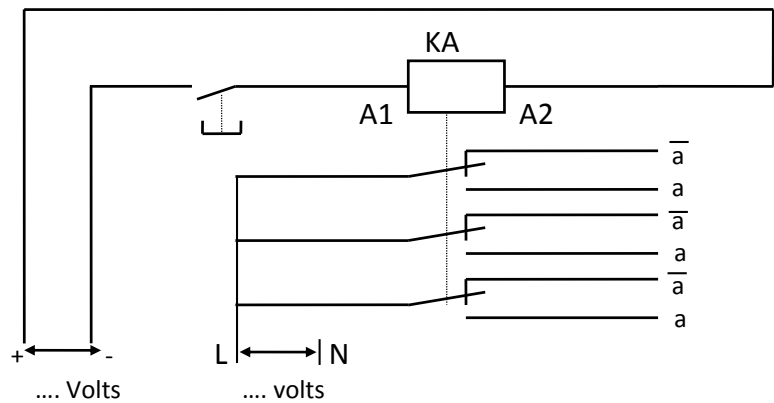 KA
A1 A2
a̅
a
a̅
a
a̅
a
+ - L N
.... Volts .... volts